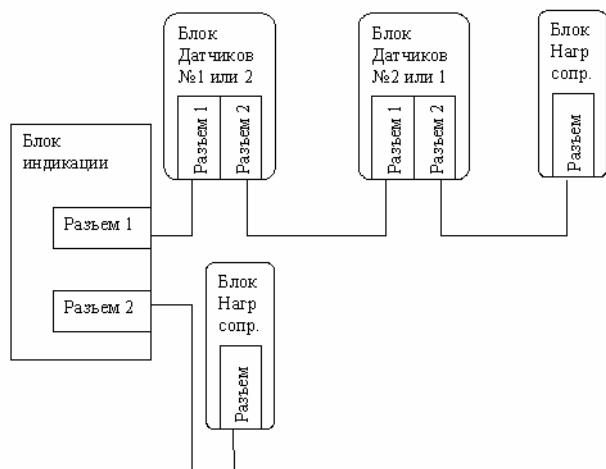 Блок
Датчиков
№1 или 2
Разъем 1
Разъем 2
Блок
Датчиков
№2 или 1
Разъем 1
Разъем 2
Блок
Нагр
сопр.
Разъем
Блок
индикации
Разъем 1
Разъем 2
Блок
Нагр
сопр.
Разъем